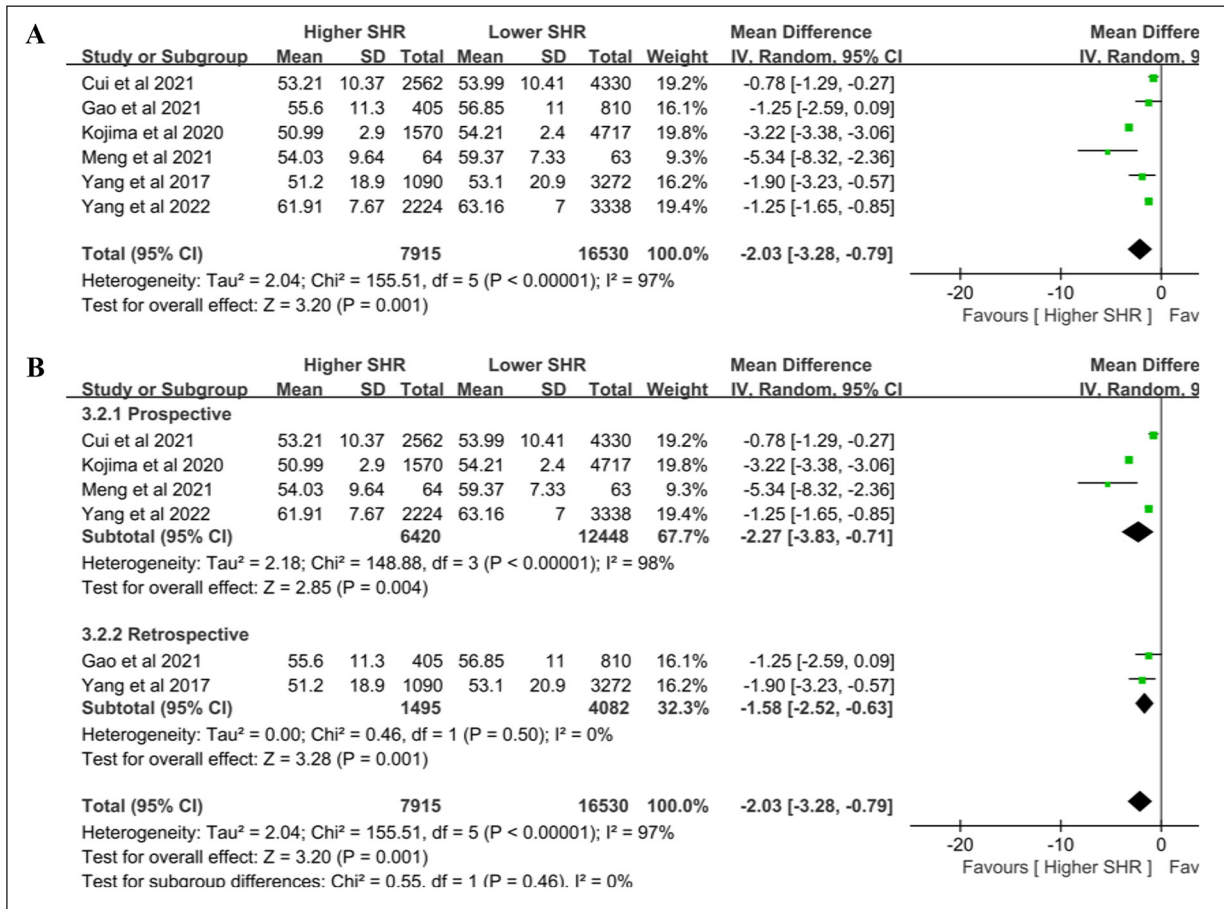 A
Higher SHR Lower SHR Mean Difference Mean Differe
Study or Subgroup Mean SD Total Mean SD Total Weight IV, Random, 95% CI IV, Random, 9
Cui et al 2021 53.21 10.37 2562 53.99 10.41 4330 19.2% -0.78 [-1.29, -0.27]
Gao et al 2021 55.6 11.3 405 56.85 11 810 16.1% -1.25 [-2.59, 0.09]
Kojima et al 2020 50.99 2.9 1570 54.21 2.4 4717 19.8% -3.22 [-3.38, -3.06]
Meng et al 2021 54.03 9.64 64 59.37 7.33 63 9.3% -5.34 [-8.32, -2.36]
Yang et al 2017 51.2 18.9 1090 53.1 20.9 3272 16.2% -1.90 [-3.23, -0.57]
Yang et al 2022 61.91 7.67 2224 63.16 7 3338 19.4% -1.25 [-1.65, -0.85]
Total (95% CI) 7915 16530 100.0% -2.03 [-3.28, -0.79]
Heterogeneity: Tau² = 2.04; Chi² = 155.51, df = 5 (P < 0.00001); I² = 97%
Test for overall effect: Z = 3.20 (P = 0.001)
-20 -10 0
Favours [ Higher SHR ] Fav
B
Higher SHR Lower SHR Mean Difference Mean Differe
Study or Subgroup Mean SD Total Mean SD Total Weight IV, Random, 95% CI IV, Random, 9
3.2.1 Prospective
Cui et al 2021 53.21 10.37 2562 53.99 10.41 4330 19.2% -0.78 [-1.29, -0.27]
Kojima et al 2020 50.99 2.9 1570 54.21 2.4 4717 19.8% -3.22 [-3.38, -3.06]
Meng et al 2021 54.03 9.64 64 59.37 7.33 63 9.3% -5.34 [-8.32, -2.36]
Yang et al 2022 61.91 7.67 2224 63.16 7 3338 19.4% -1.25 [-1.65, -0.85]
Subtotal (95% CI) 6420 12448 67.7% -2.27 [-3.83, -0.71]
Heterogeneity: Tau² = 2.18; Chi² = 148.88, df = 3 (P < 0.00001); I² = 98%
Test for overall effect: Z = 2.85 (P = 0.004)
3.2.2 Retrospective
Gao et al 2021 55.6 11.3 405 56.85 11 810 16.1% -1.25 [-2.59, 0.09]
Yang et al 2017 51.2 18.9 1090 53.1 20.9 3272 16.2% -1.90 [-3.23, -0.57]
Subtotal (95% CI) 1495 4082 32.3% -1.58 [-2.52, -0.63]
Heterogeneity: Tau² = 0.00; Chi² = 0.46, df = 1 (P = 0.50); I² = 0%
Test for overall effect: Z = 3.28 (P = 0.001)
Total (95% CI) 7915 16530 100.0% -2.03 [-3.28, -0.79]
Heterogeneity: Tau² = 2.04; Chi² = 155.51, df = 5 (P < 0.00001); I² = 97%
Test for overall effect: Z = 3.20 (P = 0.001)
Test for subgroup differences: Chi² = 0.55, df = 1 (P = 0.46), I² = 0%
-20 -10 0
Favours [ Higher SHR ] Fav